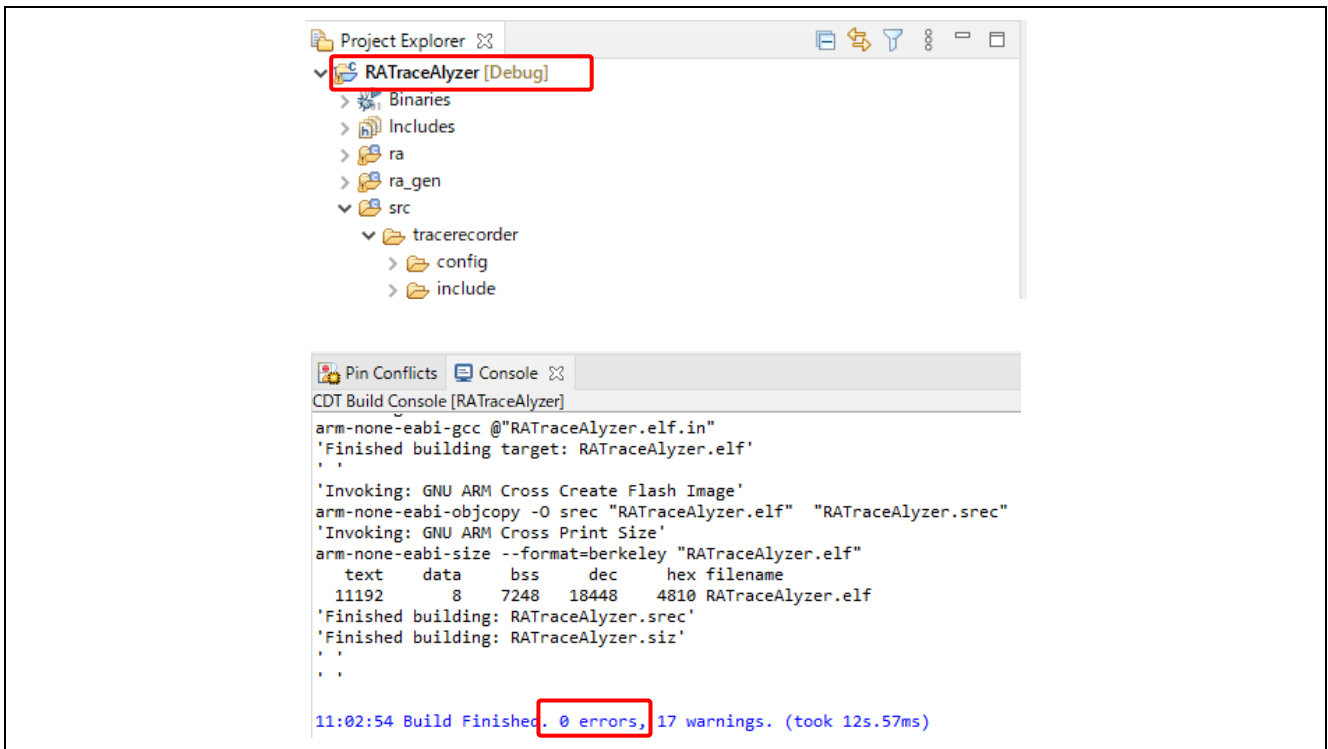 Project Explorer
RATraceAlyzer [Debug]
Binaries
Includes
ra
ra_gen
src
tracerecorder
config
include
Pin Conflicts Console
CDT Build Console [RATraceAlyzer]
arm-none-eabi-gcc @"RATraceAlyzer.elf.in"
'Finished building target: RATraceAlyzer.elf'
' '
'Invoking: GNU ARM Cross Create Flash Image'
arm-none-eabi-objcopy -O srec "RATraceAlyzer.elf"  "RATraceAlyzer.srec"
'Invoking: GNU ARM Cross Print Size'
arm-none-eabi-size --format=berkeley "RATraceAlyzer.elf"
   text    data     bss     dec     hex filename
  11192       8    7248   18448    4810 RATraceAlyzer.elf
'Finished building: RATraceAlyzer.srec'
'Finished building: RATraceAlyzer.siz'
' '
' '
11:02:54 Build Finished. 0 errors, 17 warnings. (took 12s.57ms)